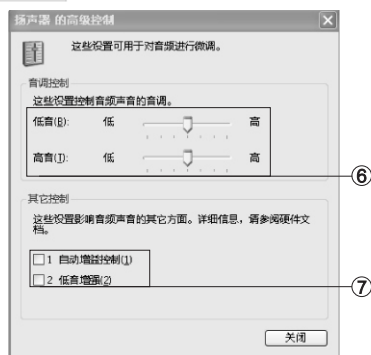 扬声器 的高级控制
这些设置可用于对音频进行微调。
音调控制
这些设置控制音频声音的音调。
低音(B): 低 高
高音(T): 低 高
⑥
其它控制
这些设置影响音频声音的其它方面。详细信息，请参阅硬件文
档。
1 自动增益控制(1)
2 低音增强(2)
⑦
关闭